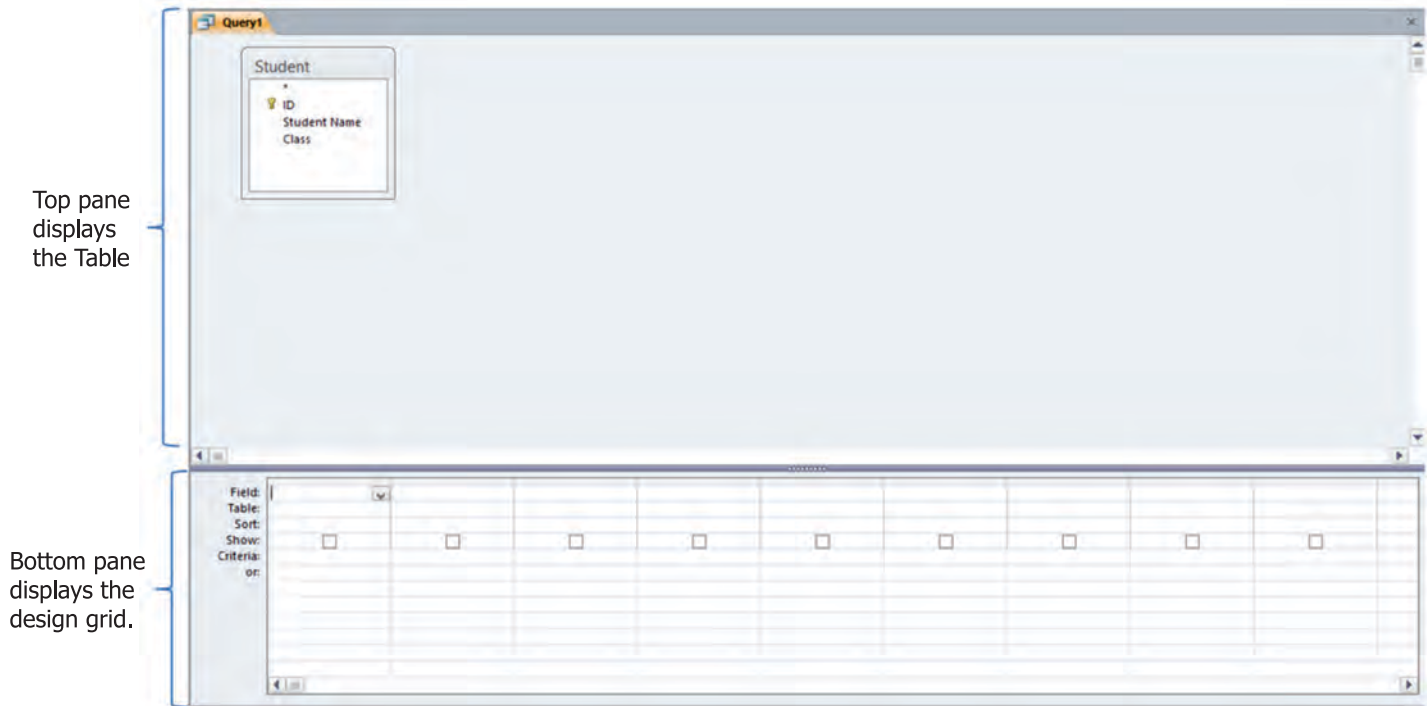 Query1
Student
*
ID
Student Name
Class
Top pane
displays
the Table
Field:
Table:
Sort:
Show:
Criteria:
or:
Bottom pane
displays the
design grid.